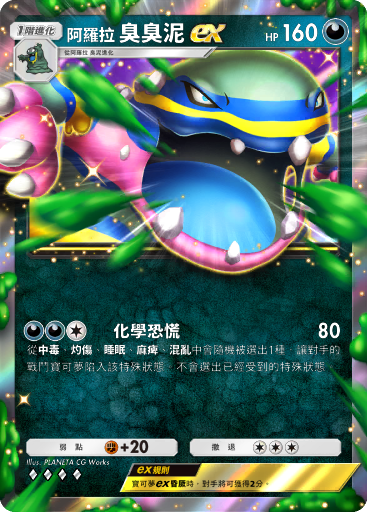 1階進化
阿羅拉 臭臭泥 ex HP 160
從阿羅拉 臭泥進化
化學恐慌 80
從中毒、灼傷、睡眠、麻痺、混亂中會隨機被選出1種,讓對手的
戰鬥寶可夢陷入該特殊狀態。不會選出已經受到的特殊狀態。
弱點 +20 撤退
Illus. PLANETA CG Works
ex規則
寶可夢ex昏厥時,對手將可獲得2分。